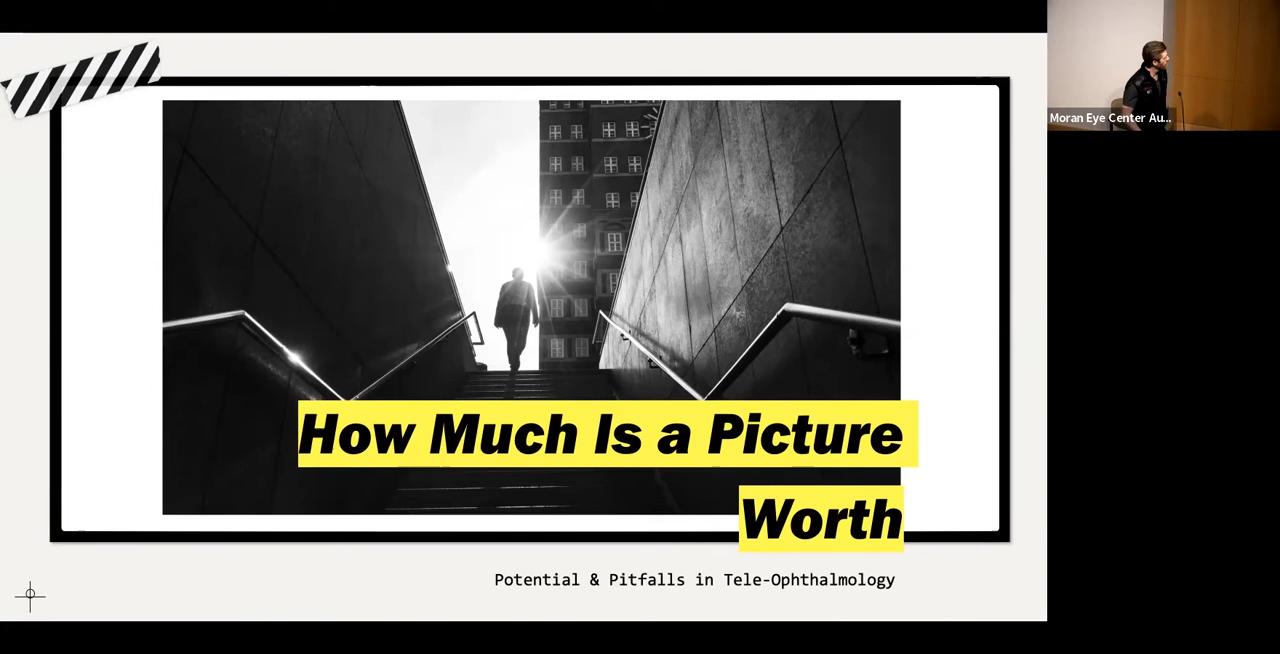 How Much Is a Picture
Worth
Potential & Pitfalls in Tele-Ophthalmology
Moran Eye Center Au...